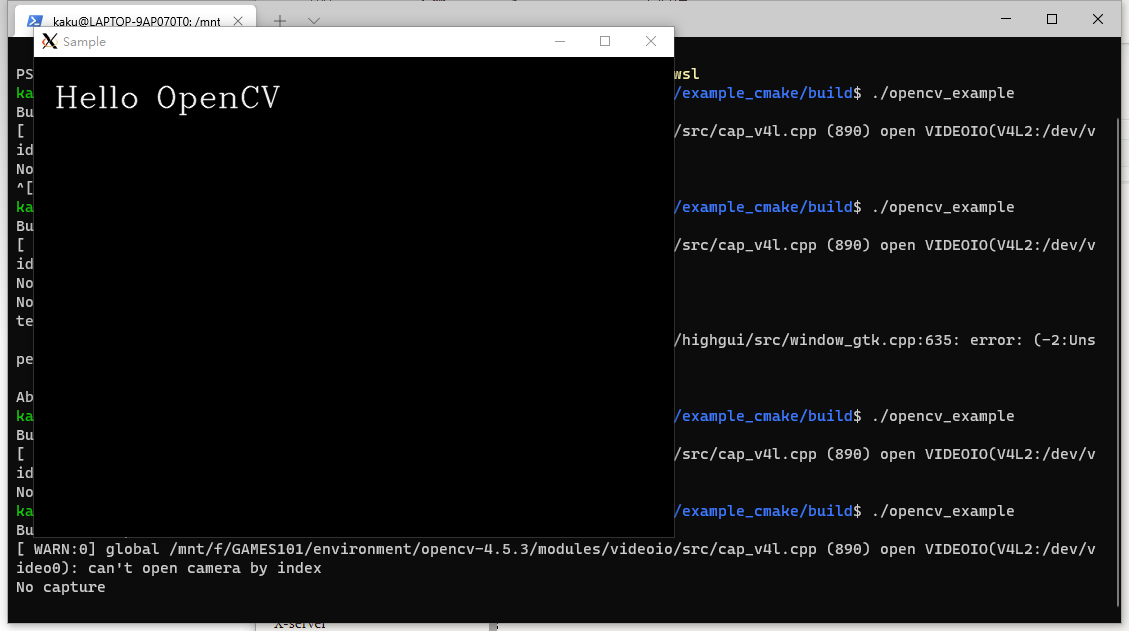 kaku@LAPTOP-9AP070T0: /mnt
Sample
Hello OpenCV
PS
wsl
ka
/example_cmake/build$ ./opencv_example
Bu
[
/src/cap_v4l.cpp (890) open VIDEOIO(V4L2:/dev/v
id
No
^[
ka
/example_cmake/build$ ./opencv_example
Bu
[
/src/cap_v4l.cpp (890) open VIDEOIO(V4L2:/dev/v
id
No
No
te
/highgui/src/window_gtk.cpp:635: error: (-2:Uns
pe
Ab
ka
/example_cmake/build$ ./opencv_example
Bu
[
/src/cap_v4l.cpp (890) open VIDEOIO(V4L2:/dev/v
id
No
ka
/example_cmake/build$ ./opencv_example
Bu
[ WARN:0] global /mnt/f/GAMES101/environment/opencv-4.5.3/modules/videoio/src/cap_v4l.cpp (890) open VIDEOIO(V4L2:/dev/v
ideo0): can't open camera by index
No capture
X-server